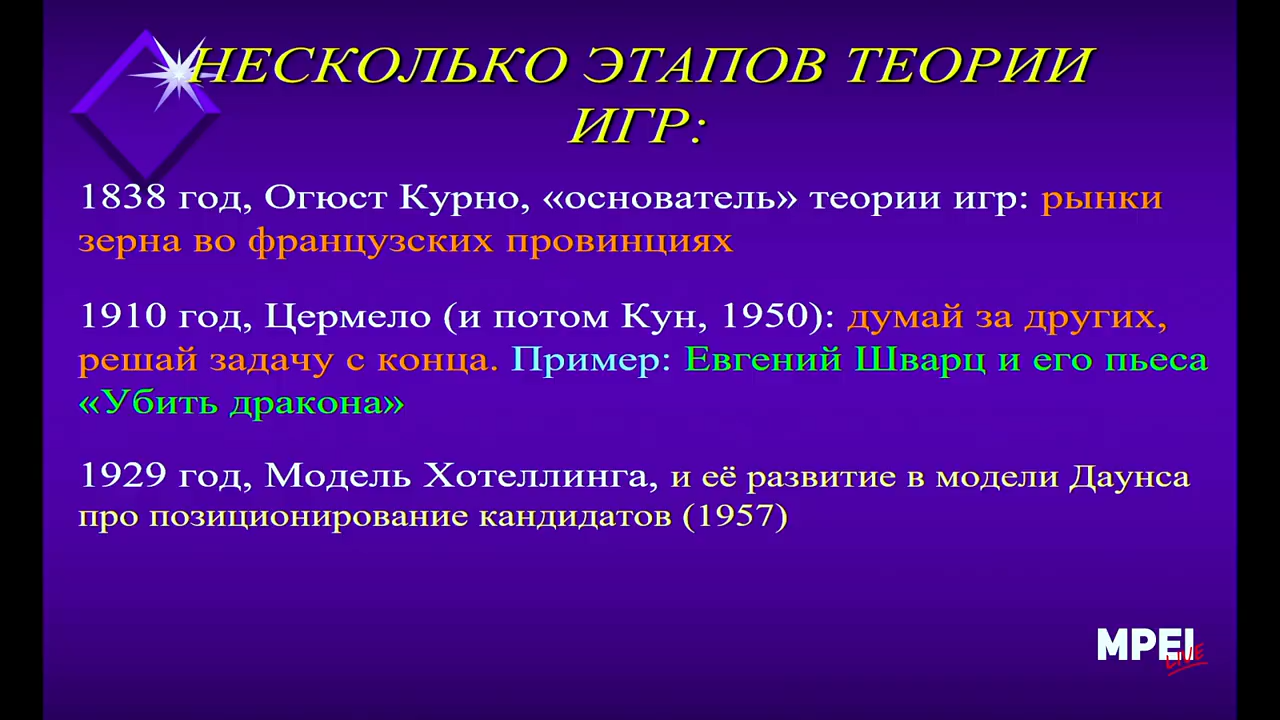 НЕСКОЛЬКО ЭТАПОВ ТЕОРИИ
ИГР:
1838 год, Огюст Курно, «основатель» теории игр: рынки
зерна во французских провинциях
1910 год, Цермело (и потом Кун, 1950): думай за других,
решай задачу с конца. Пример: Евгений Шварц и его пьеса
«Убить дракона»
1929 год, Модель Хотеллинга, и её развитие в модели Даунса
про позиционирование кандидатов (1957)
MPEI
LIVE